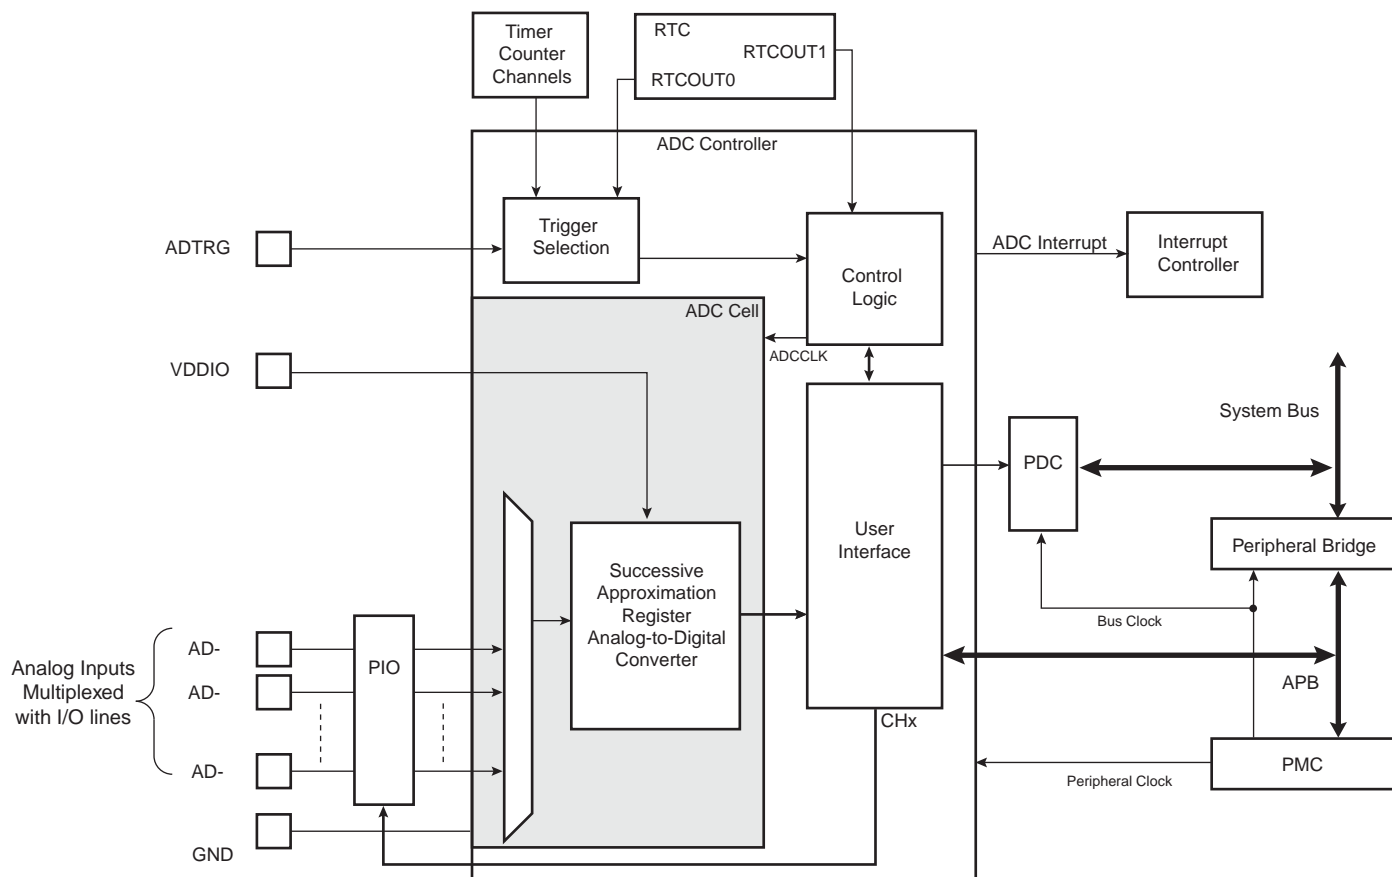 Timer
Counter
Channels
RTC
RTCOUT1
RTCOUT0
ADC Controller
ADTRG
Trigger
Selection
Control
Logic
ADC Interrupt
Interrupt
Controller
ADC Cell
ADCCLK
VDDIO
System Bus
PDC
User
Interface
Peripheral Bridge
Successive
Approximation
Register
Analog-to-Digital
Converter
Bus Clock
Analog Inputs
Multiplexed
with I/O lines
AD-
AD-
AD-
PIO
APB
CHx
PMC
Peripheral Clock
GND